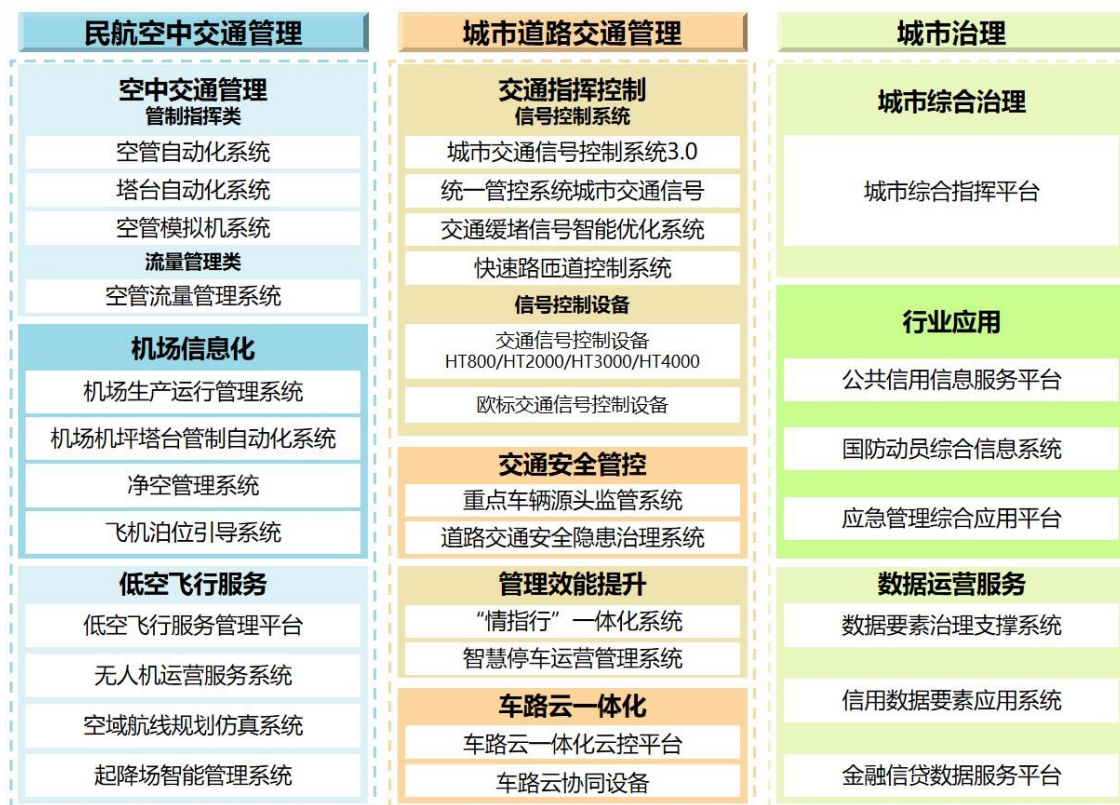 民航空中交通管理
空中交通管理
管制指挥类
空管自动化系统
塔台自动化系统
空管模拟机系统
流量管理类
空管流量管理系统
机场信息化
机场生产运行管理系统
机场机坪塔台管制自动化系统
净空管理系统
飞机泊位引导系统
低空飞行服务
低空飞行服务管理平台
无人机运营服务系统
空域航线规划仿真系统
起降场智能管理系统
城市道路交通管理
交通指挥控制
信号控制系统
城市交通信号控制系统3.0
统一管控系统城市交通信号
交通缓堵信号智能优化系统
快速路匝道控制系统
信号控制设备
交通信号控制设备
HT800/HT2000/HT3000/HT4000
欧标交通信号控制设备
交通安全管控
重点车辆源头监管系统
道路交通安全隐患治理系统
管理效能提升
“情指行”一体化系统
智慧停车运营管理系统
车路云一体化
车路云一体化云控平台
车路云协同设备
城市治理
城市综合治理
城市综合指挥平台
行业应用
公共信用信息服务平台
国防动员综合信息系统
应急管理综合应用平台
数据运营服务
数据要素治理支撑系统
信用数据要素应用系统
金融信贷数据服务平台